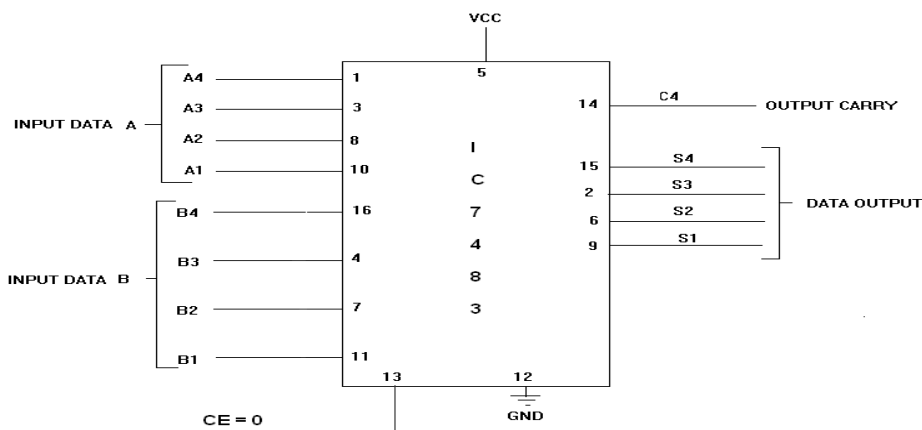 VCC
5
INPUT DATA A
A4
A3
A2
A1
1
3
8
10
INPUT DATA B
B4
B3
B2
B1
16
4
7
11
I
C
7
4
8
3
14
C4
OUTPUT CARRY
15
2
6
9
S4
S3
S2
S1
DATA OUTPUT
13
12
CE = 0
GND